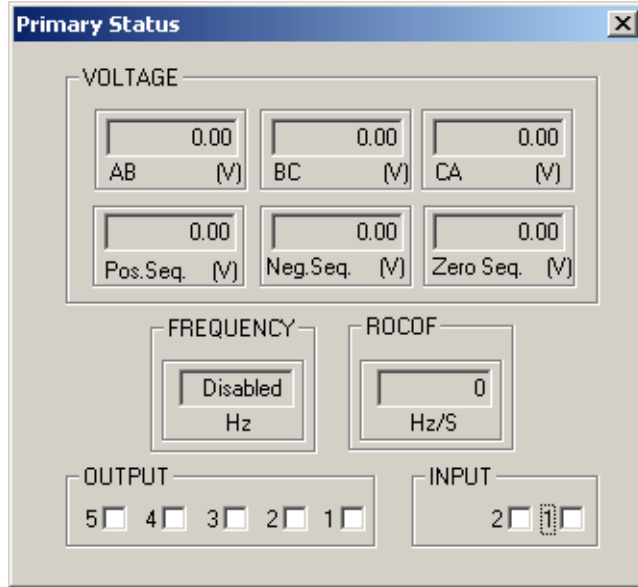 Primary Status
VOLTAGE
0.00 0.00 0.00
AB (V) BC (V) CA (V)
0.00 0.00 0.00
Pos.Seq. (V) Neg.Seq. (V) Zero Seq. (V)
FREQUENCY ROCOF
Disabled 0
Hz Hz/S
OUTPUT INPUT
5 4 3 2 1 2 1